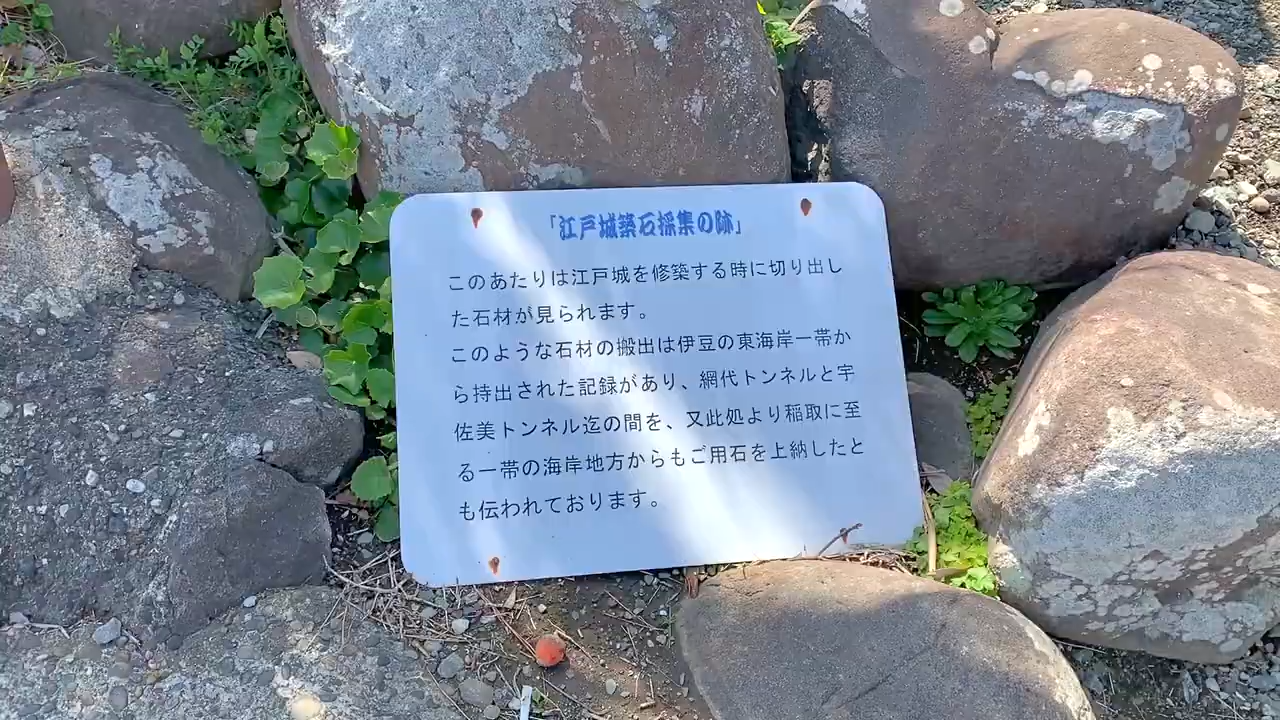 「江戸城築石採集の跡」
このあたりは江戸城を修築する時に切り出し
た石材が見られます。
このような石材の搬出は伊豆の東海岸一帯か
ら持出された記録があり、網代トンネルと宇
佐美トンネル迄の間を、又此処より稲取に至
る一帯の海岸地方からもご用石を上納したと
も伝われております。